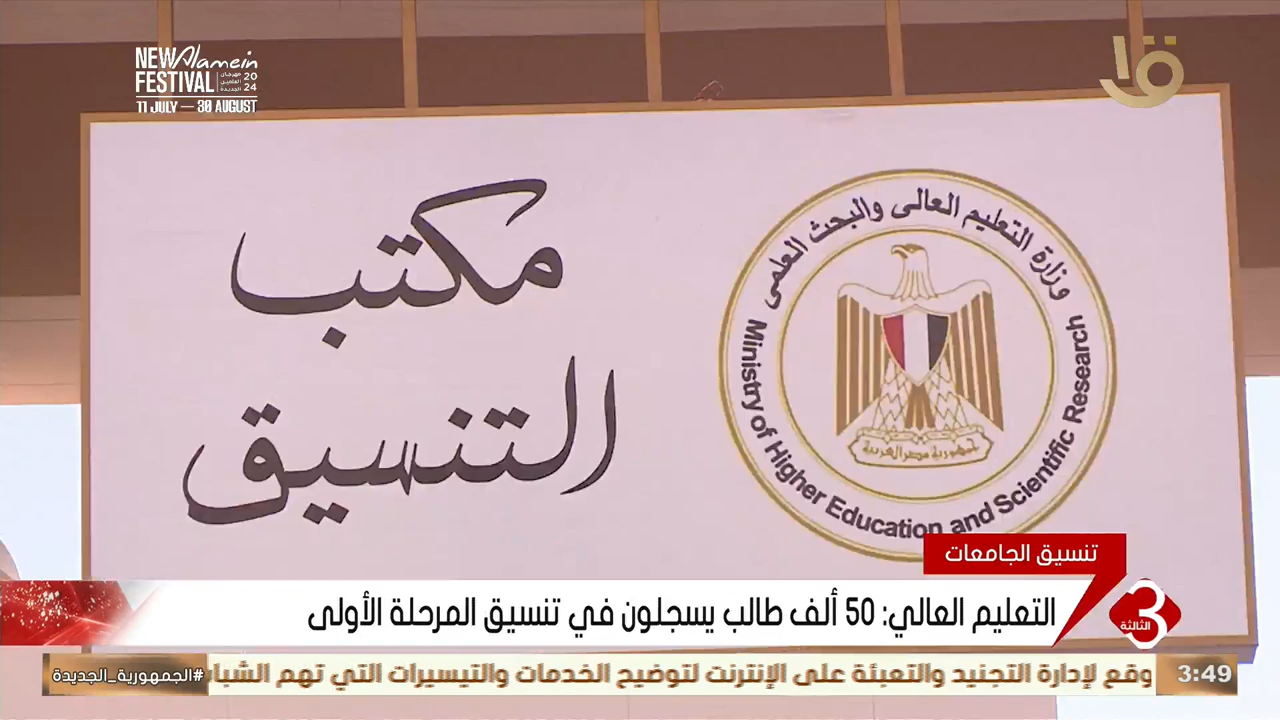 NEW Alamein
FESTIVAL
مهرجان
العلمين
الجديدة
2024
11 JULY — 30 AUGUST
مكتب
التنسيق
وزارة التعليم العالى والبحث العلمى
Ministry of Higher Education and Scientific Research
جمهورية مصر العربية
تنسيق الجامعات
التعليم العالي: 50 ألف طالب يسجلون في تنسيق المرحلة الأولى
3
الثالثة
3:49
وقع لإدارة التجنيد والتعبئة على الإنترنت لتوضيح الخدمات والتيسيرات التي تهم الشبا
#الجمهورية_الجديدة